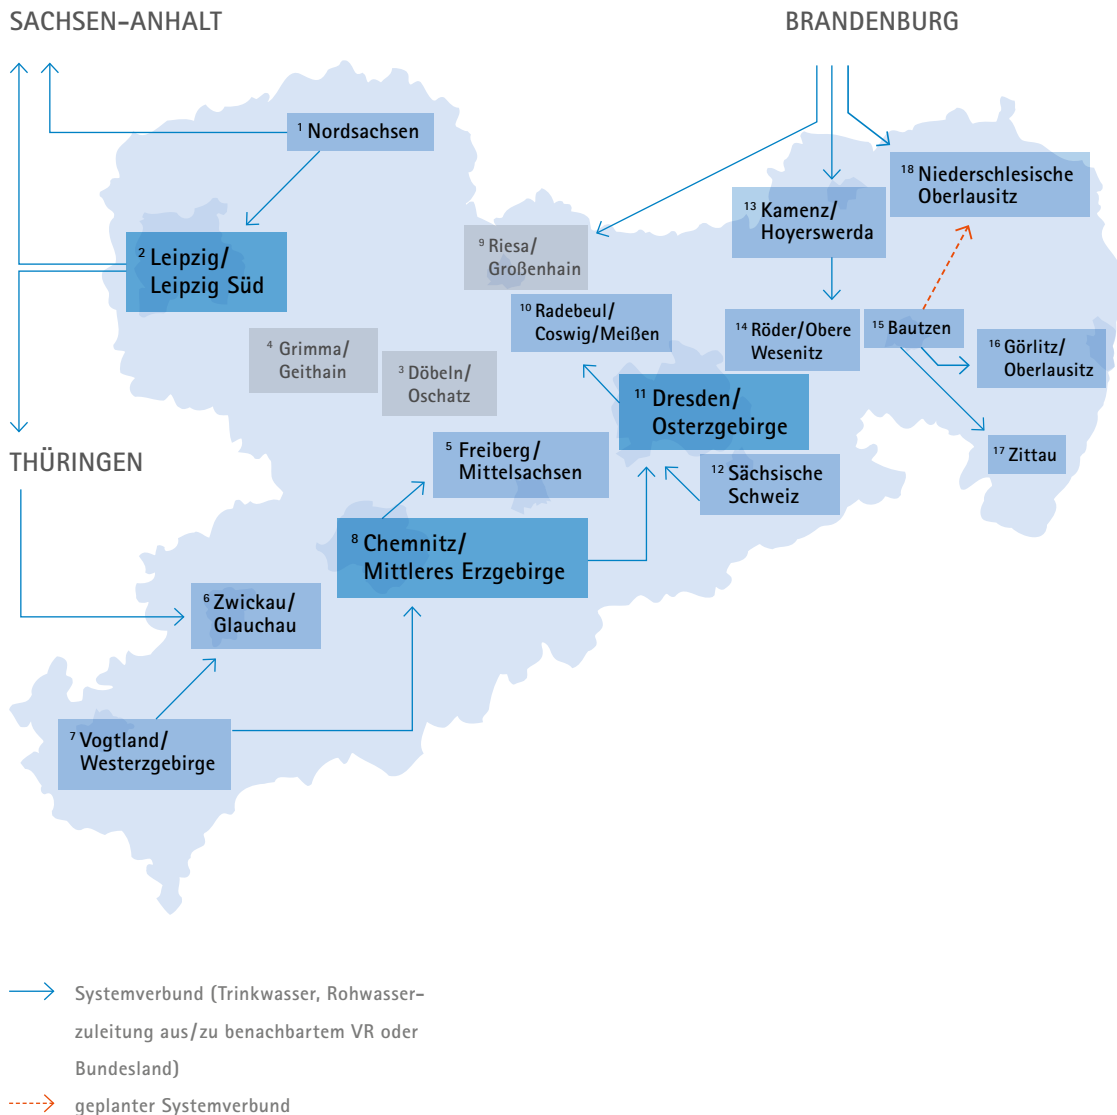 SACHSEN-ANHALT
BRANDENBURG
¹ Nordsachsen
¹⁸ Niederschlesische
Oberlausitz
¹³ Kamenz/
Hoyerswerda
² Leipzig/
Leipzig Süd
⁹ Riesa/
Großenhain
¹⁰ Radebeul/
Coswig/Meißen
¹⁴ Röder/Obere
Wesenitz
¹⁵ Bautzen
¹⁶ Görlitz/
Oberlausitz
⁴ Grimma/
Geithain
³ Döbeln/
Oschatz
¹¹ Dresden/
Osterzgebirge
THÜRINGEN
⁵ Freiberg/
Mittelsachsen
¹² Sächsische
Schweiz
¹⁷ Zittau
⁸ Chemnitz/
Mittleres Erzgebirge
⁶ Zwickau/
Glauchau
⁷ Vogtland/
Westerzgebirge
Systemverbund (Trinkwasser, Rohwasser-
zuleitung aus/zu benachbartem VR oder
Bundesland)
geplanter Systemverbund